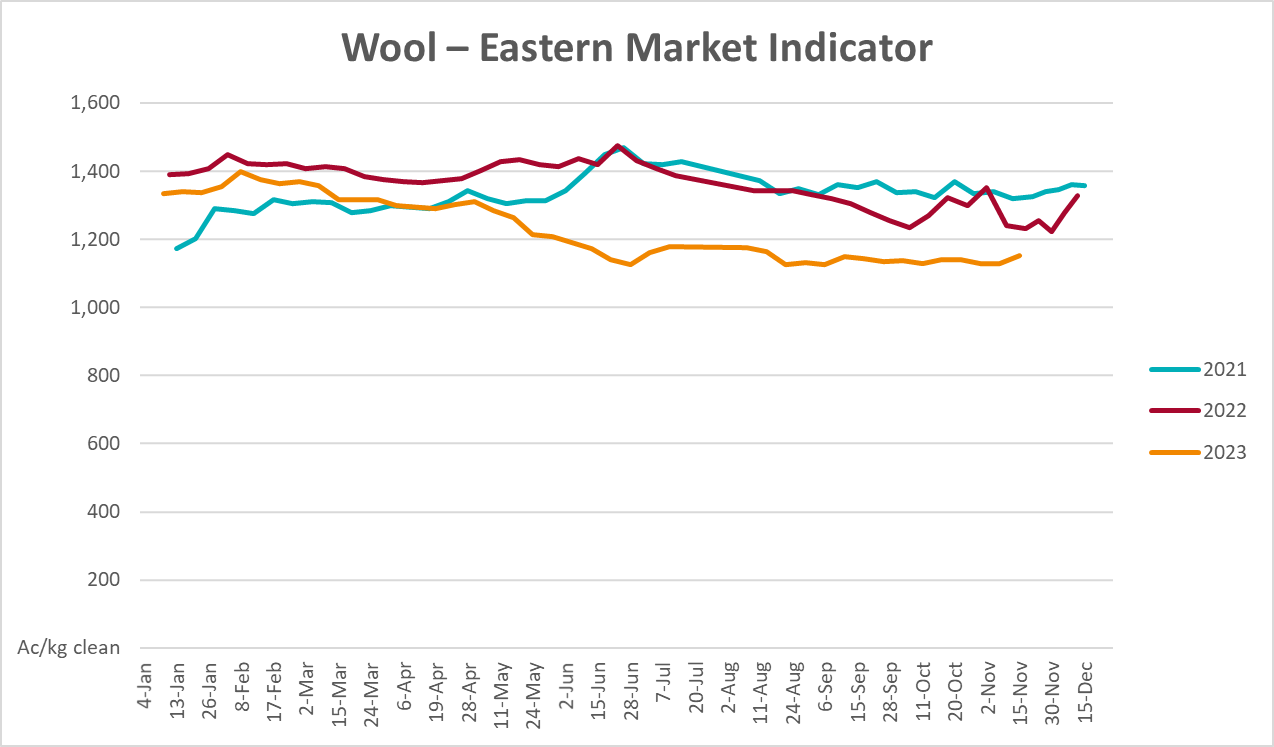 Wool – Eastern Market Indicator
1,600
1,400
1,200
1,000
800
600
400
200
Ac/kg clean
4-Jan
13-Jan
26-Jan
8-Feb
17-Feb
2-Mar
15-Mar
24-Mar
6-Apr
19-Apr
28-Apr
11-May
24-May
2-Jun
15-Jun
28-Jun
7-Jul
20-Jul
2-Aug
11-Aug
24-Aug
6-Sep
15-Sep
28-Sep
11-Oct
20-Oct
2-Nov
15-Nov
30-Nov
15-Dec
2021
2022
2023